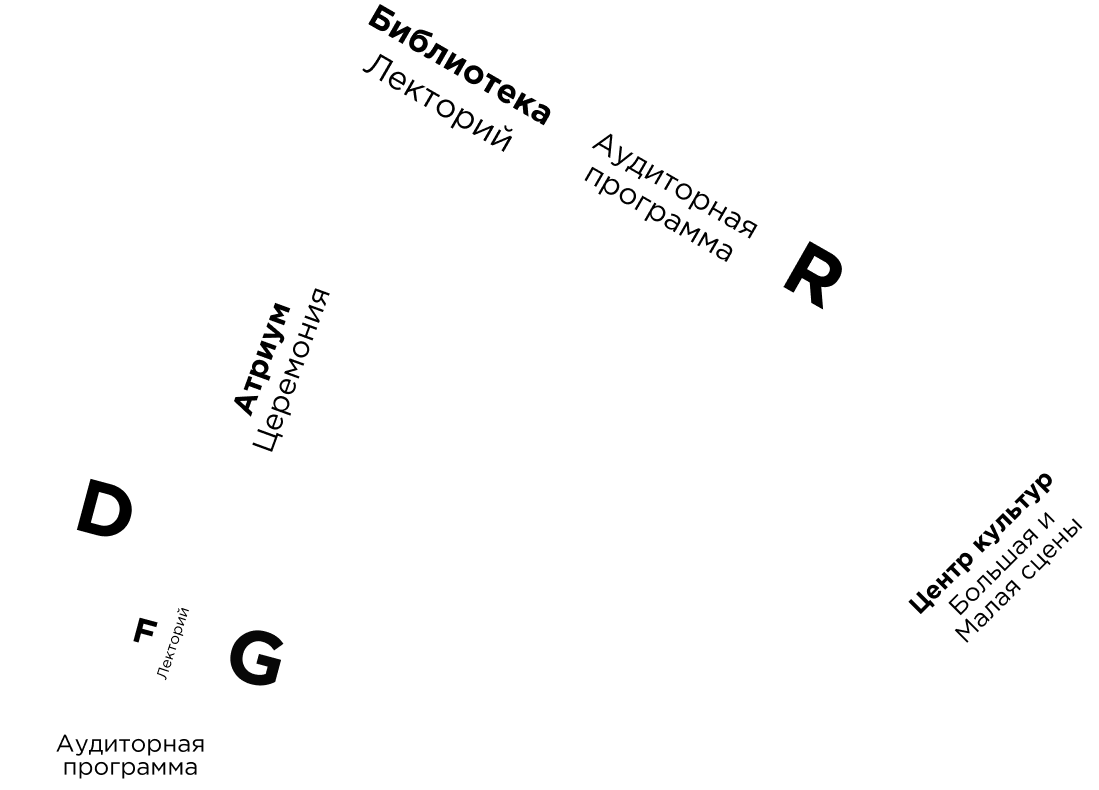 Библиотека
Лекторий
Аудиторная
программа
R
Атриум
Церемония
D
Центр культур
Большая и
Малая сцены
F
Лекторий
G
Аудиторная
программа